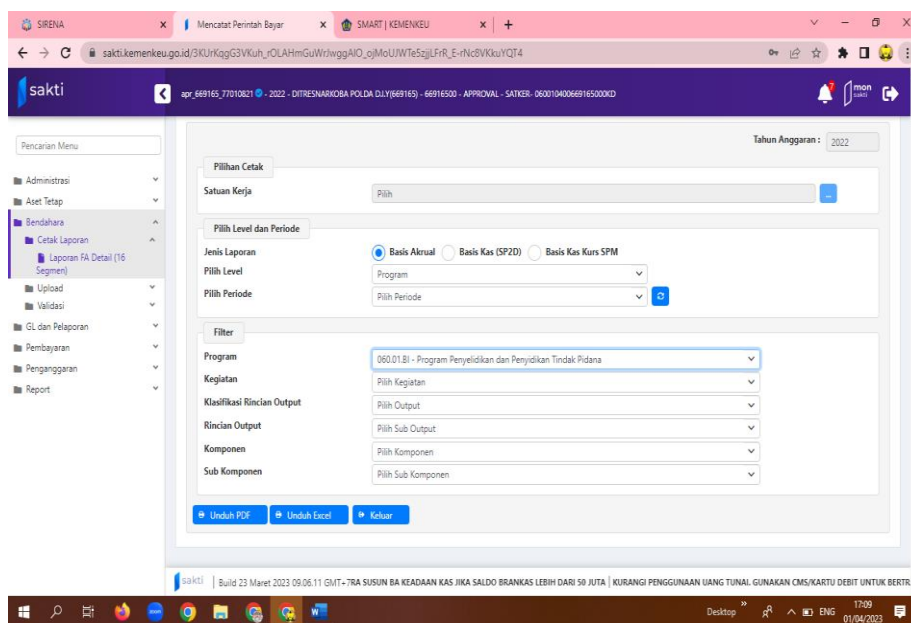 SIRENA
Mencatat Perintah Bayar
SMART | KEMENKEU
sakti.kemenkeu.go.id/3KUrKqgG3VKuh_rOLAHmGuWrJwggAIO_ojMoUJWTe5zjjLFrR_E-rNc8VKkuYQT4
sakti
apr_669165_77010821 - 2022 - DITRESNARKOBA POLDA D.I.Y(669165) - 66916500 - APPROVAL - SATKER- 060010400669165000KD
mon
sakti
Pencarian Menu
Administrasi
Aset Tetap
Bendahara
Cetak Laporan
Laporan FA Detail (16
Segmen)
Upload
Validasi
GL dan Pelaporan
Pembayaran
Penganggaran
Report
Tahun Anggaran : 2022
Pilihan Cetak
Satuan Kerja Pilih ...
Pilih Level dan Periode
Jenis Laporan Basis Akrual Basis Kas (SP2D) Basis Kas Kurs SPM
Pilih Level Program
Pilih Periode Pilih Periode
Filter
Program 060.01.BI - Program Penyelidikan dan Penyidikan Tindak Pidana
Kegiatan Pilih Kegiatan
Klasifikasi Rincian Output Pilih Output
Rincian Output Pilih Sub Output
Komponen Pilih Komponen
Sub Komponen Pilih Sub Komponen
Unduh PDF Unduh Excel Keluar
sakti | Build 23 Maret 2023 09.06.11 GMT+7RA SUSUN BA KEADAAN KAS JIKA SALDO BRANKAS LEBIH DARI 50 JUTA | KURANGI PENGGUNAAN UANG TUNAI. GUNAKAN CMS/KARTU DEBIT UNTUK BERTR
zoom
Desktop » ENG 17:09
01/04/2023